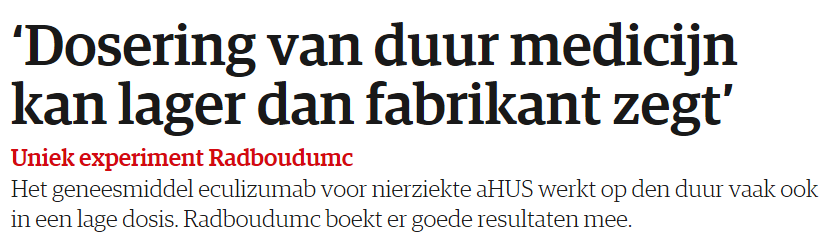 ‘Dosering van duur medicijn
kan lager dan fabrikant zegt’
Uniek experiment Radboudumc
Het geneesmiddel eculizumab voor nierziekte aHUS werkt op den duur vaak ook
in een lage dosis. Radboudumc boekt er goede resultaten mee.